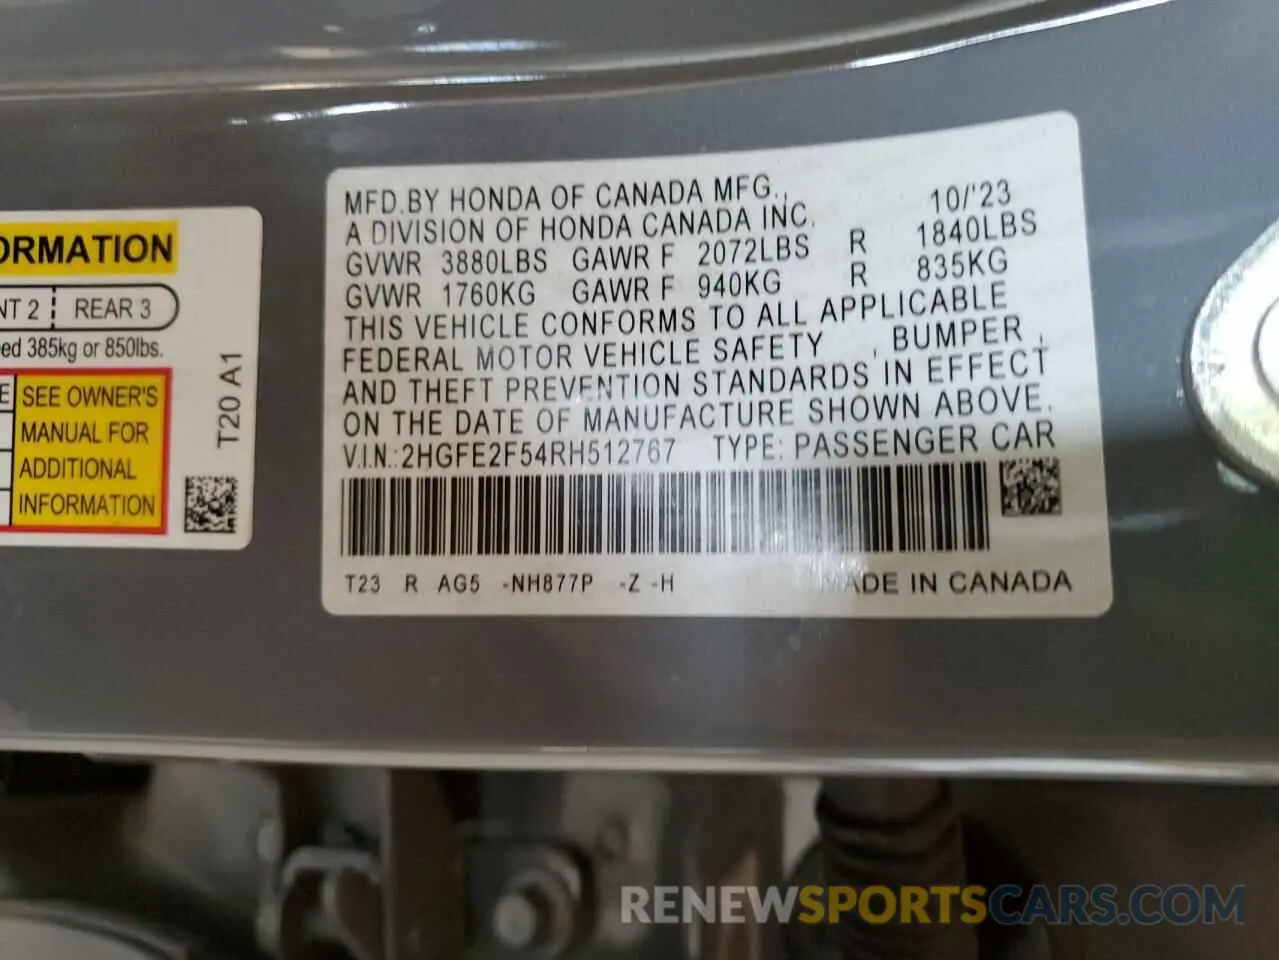 ORMATION
NT 2 REAR 3
ed 385kg or 850lbs.
E SEE OWNER'S
MANUAL FOR
ADDITIONAL
INFORMATION
T20 A1
MFD.BY HONDA OF CANADA MFG., 10/'23
A DIVISION OF HONDA CANADA INC.
GVWR 3880LBS GAWR F 2072LBS R 1840LBS
GVWR 1760KG GAWR F 940KG R 835KG
THIS VEHICLE CONFORMS TO ALL APPLICABLE
FEDERAL MOTOR VEHICLE SAFETY , BUMPER ,
AND THEFT PREVENTION STANDARDS IN EFFECT
ON THE DATE OF MANUFACTURE SHOWN ABOVE.
V.I.N.:2HGFE2F54RH512767 TYPE: PASSENGER CAR
T23 R AG5 -NH877P -Z -H MADE IN CANADA
RENEWSPORTSCARS.COM